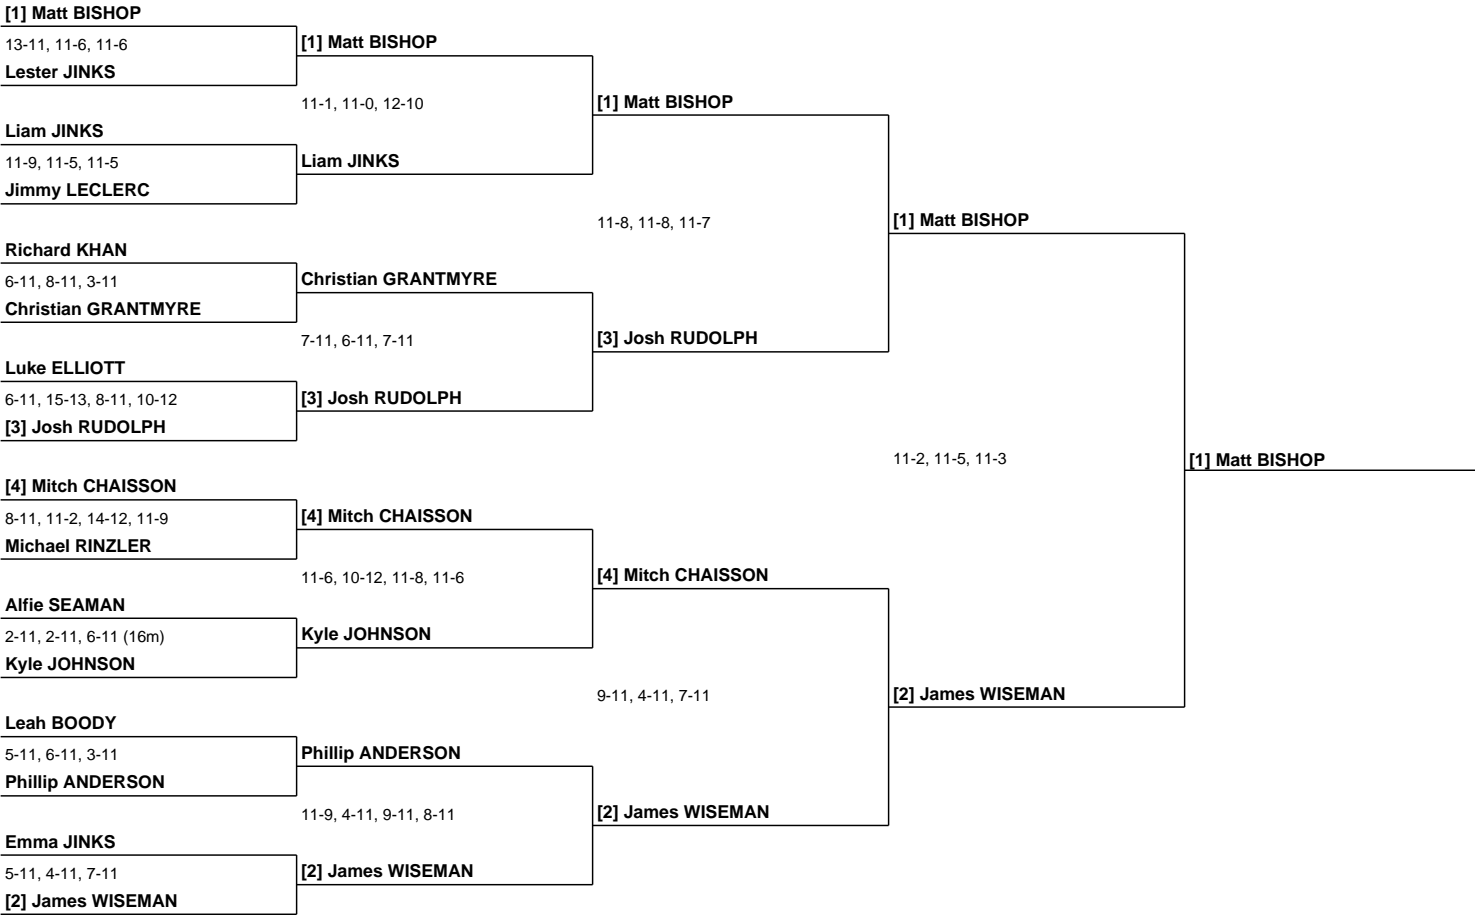 [1] Matt BISHOP
13-11, 11-6, 11-6
Lester JINKS
Liam JINKS
11-9, 11-5, 11-5
Jimmy LECLERC
Richard KHAN
6-11, 8-11, 3-11
Christian GRANTMYRE
Luke ELLIOTT
6-11, 15-13, 8-11, 10-12
[3] Josh RUDOLPH
[4] Mitch CHAISSON
8-11, 11-2, 14-12, 11-9
Michael RINZLER
Alfie SEAMAN
2-11, 2-11, 6-11 (16m)
Kyle JOHNSON
Leah BOODY
5-11, 6-11, 3-11
Phillip ANDERSON
Emma JINKS
5-11, 4-11, 7-11
[2] James WISEMAN
[1] Matt BISHOP
11-1, 11-0, 12-10
Liam JINKS
Christian GRANTMYRE
7-11, 6-11, 7-11
[3] Josh RUDOLPH
[4] Mitch CHAISSON
11-6, 10-12, 11-8, 11-6
Kyle JOHNSON
Phillip ANDERSON
11-9, 4-11, 9-11, 8-11
[2] James WISEMAN
[1] Matt BISHOP
11-8, 11-8, 11-7
[3] Josh RUDOLPH
[4] Mitch CHAISSON
9-11, 4-11, 7-11
[2] James WISEMAN
[1] Matt BISHOP
11-2, 11-5, 11-3
[2] James WISEMAN
[1] Matt BISHOP